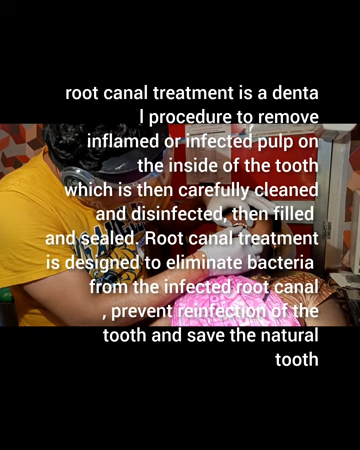 root canal treatment is a denta
l procedure to remove
inflamed or infected pulp on
the inside of the tooth
which is then carefully cleaned
and disinfected, then filled
and sealed. Root canal treatment
is designed to eliminate bacteria
from the infected root canal
, prevent reinfection of the
tooth and save the natural
tooth